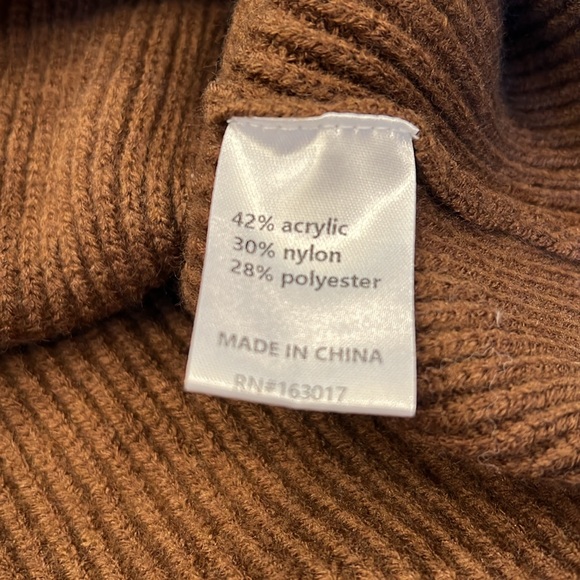 42% acrylic
30% nylon
28% polyester
MADE IN CHINA
RN#163017